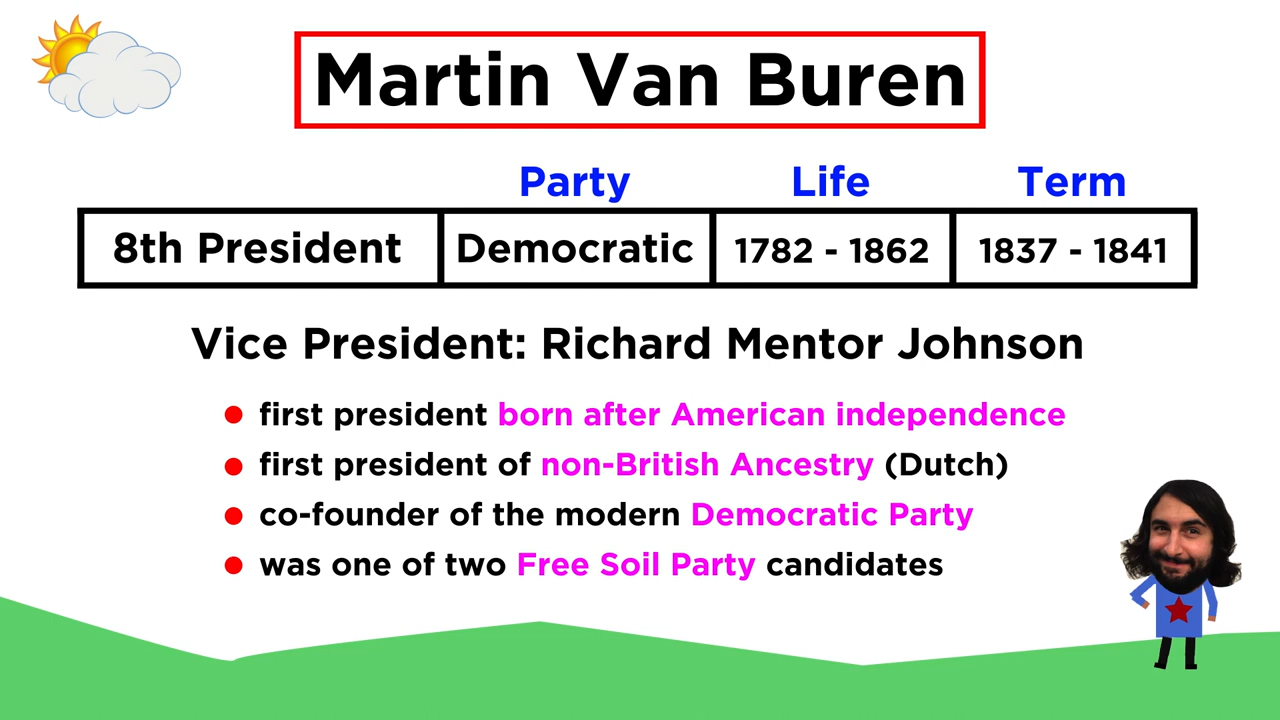 Martin Van Buren
Party Life Term
8th President Democratic 1782 - 1862 1837 - 1841
Vice President: Richard Mentor Johnson
first president born after American independence
first president of non-British Ancestry (Dutch)
co-founder of the modern Democratic Party
was one of two Free Soil Party candidates